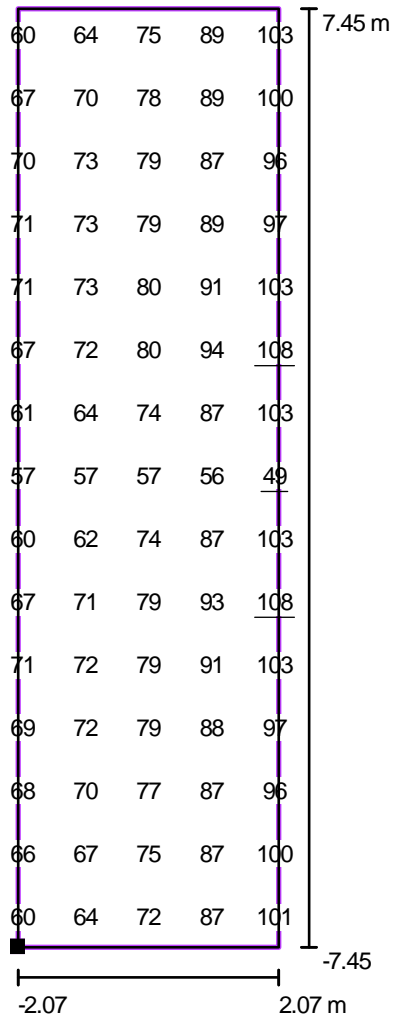 7.45 m
60 64 75 89 103
67 70 78 89 100
70 73 79 87 96
71 73 79 89 97
71 73 80 91 103
67 72 80 94 108
61 64 74 87 103
57 57 57 56 49
60 62 74 87 103
67 71 79 93 108
71 72 79 91 103
69 72 79 88 97
68 70 77 87 96
66 67 75 87 100
60 64 72 87 101
-7.45
-2.07 2.07 m